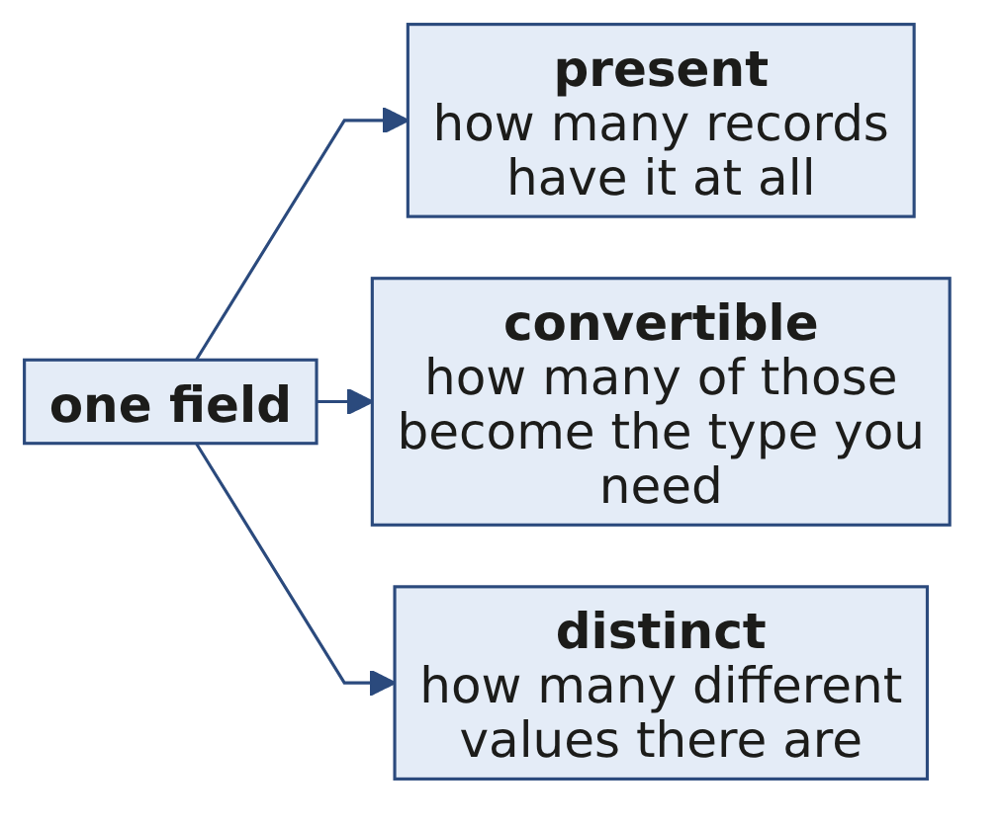 present
how many records
have it at all
convertible
how many of those
become the type you
need
one field
distinct
how many different
values there are